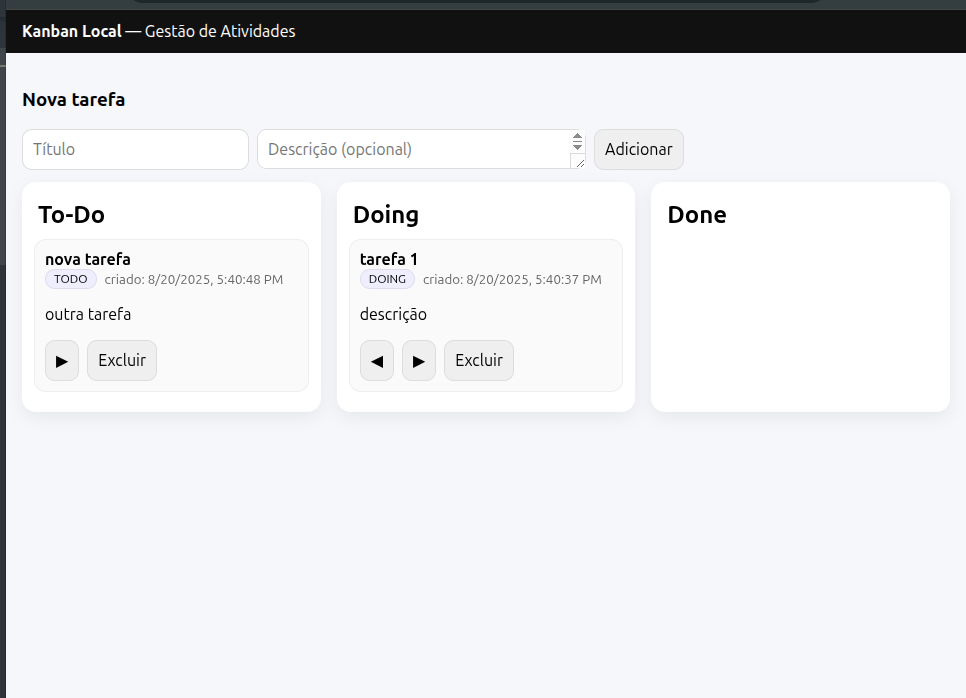 Kanban Local — Gestão de Atividades
Nova tarefa
Título
Descrição (opcional)
Adicionar
To-Do
nova tarefa
TODO criado: 8/20/2025, 5:40:48 PM
outra tarefa
▶ Excluir
Doing
tarefa 1
DOING criado: 8/20/2025, 5:40:37 PM
descrição
◀ ▶ Excluir
Done